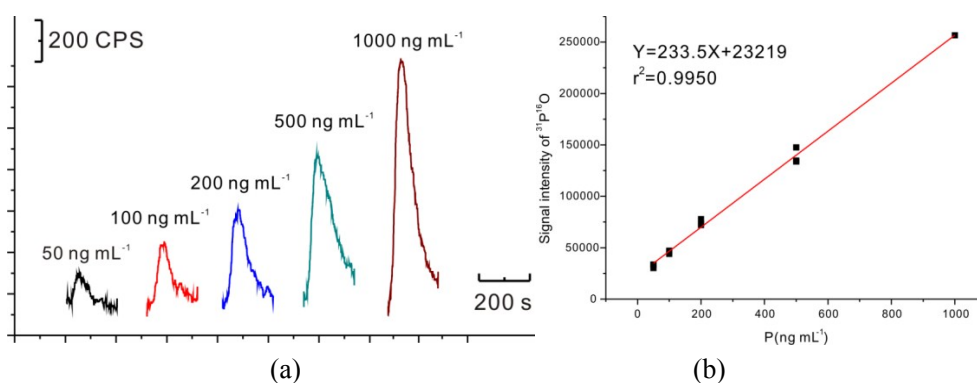 200 CPS
1000 ng mL⁻¹
500 ng mL⁻¹
200 ng mL⁻¹
100 ng mL⁻¹
50 ng mL⁻¹
200 s
(a)
Y=233.5X+23219
r²=0.9950
Signal intensity of ³¹P¹⁶O
250000
200000
150000
100000
50000
0
0 200 400 600 800 1000
P(ng mL⁻¹)
(b)